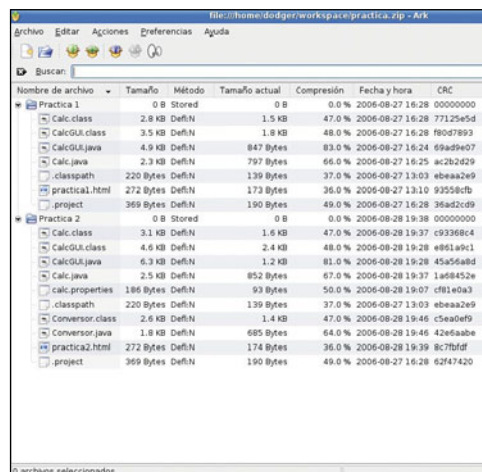 file:///home/dodger/workspace/practica.zip - Ark
Archivo Editar Acciones Preferencias Ayuda
Buscar:
Nombre de archivo Tamaño Método Tamaño actual Compresión Fecha y hora CRC
Practica 1 0 B Stored 0 B 0.0 % 2006-08-27 16:28 00000000
Calc.class 2.8 KB Defl:N 1.5 KB 47.0 % 2006-08-27 16:28 77125e5d
CalcGUI.class 3.5 KB Defl:N 1.8 KB 48.0 % 2006-08-27 16:28 f80d7893
CalcGUI.java 4.9 KB Defl:N 847 Bytes 83.0 % 2006-08-27 16:24 69ad9e07
Calc.java 2.3 KB Defl:N 797 Bytes 66.0 % 2006-08-27 16:25 ac2b2d29
.classpath 220 Bytes Defl:N 139 Bytes 37.0 % 2006-08-27 13:03 ebeaa2e9
practica1.html 272 Bytes Defl:N 173 Bytes 36.0 % 2006-08-27 13:10 93558cfb
.project 369 Bytes Defl:N 190 Bytes 49.0 % 2006-08-27 16:28 36ad2cd9
Practica 2 0 B Stored 0 B 0.0 % 2006-08-28 19:38 00000000
Calc.class 3.1 KB Defl:N 1.6 KB 47.0 % 2006-08-28 19:37 c93368c4
CalcGUI.class 4.6 KB Defl:N 2.4 KB 48.0 % 2006-08-28 19:28 e861a9c1
CalcGUI.java 6.3 KB Defl:N 1.2 KB 81.0 % 2006-08-28 19:28 45a56a8d
Calc.java 2.5 KB Defl:N 852 Bytes 67.0 % 2006-08-28 19:37 1a68452e
calc.properties 186 Bytes Defl:N 93 Bytes 50.0 % 2006-08-28 19:07 cf81e0a3
.classpath 220 Bytes Defl:N 139 Bytes 37.0 % 2006-08-27 13:03 ebeaa2e9
Conversor.class 2.6 KB Defl:N 1.4 KB 47.0 % 2006-08-28 19:46 c5ea0ef9
Conversor.java 1.8 KB Defl:N 685 Bytes 64.0 % 2006-08-28 19:46 42e6aabe
practica2.html 272 Bytes Defl:N 174 Bytes 36.0 % 2006-08-28 19:39 8c7fbfdf
.project 369 Bytes Defl:N 190 Bytes 49.0 % 2006-08-27 16:28 62f47420
0 archivos seleccionados